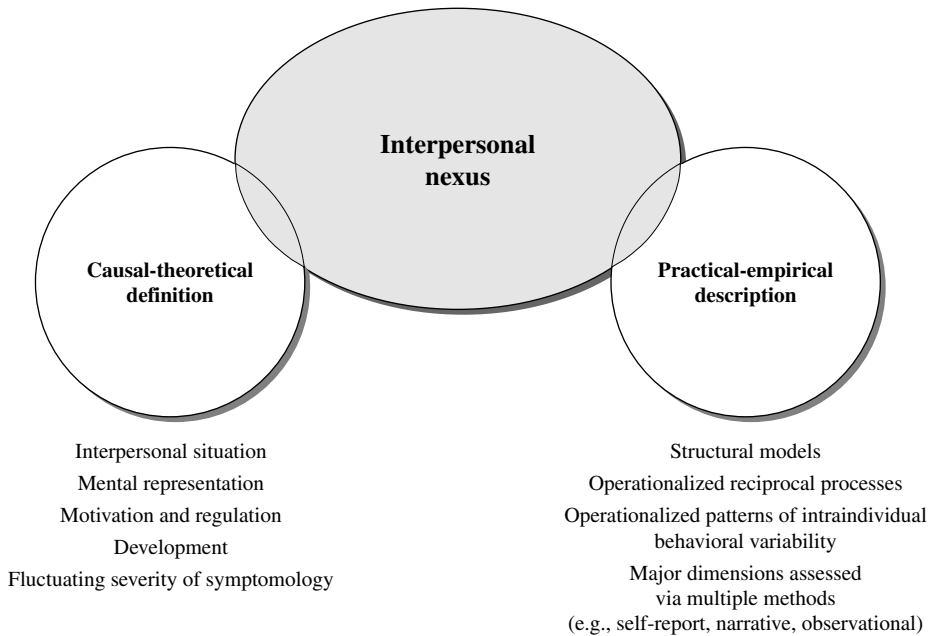 Interpersonal
nexus
Causal-theoretical
definition
Practical-empirical
description
Interpersonal situation
Mental representation
Motivation and regulation
Development
Fluctuating severity of symptomology
Structural models
Operationalized reciprocal processes
Operationalized patterns of intraindividual
behavioral variability
Major dimensions assessed
via multiple methods
(e.g., self-report, narrative, observational)